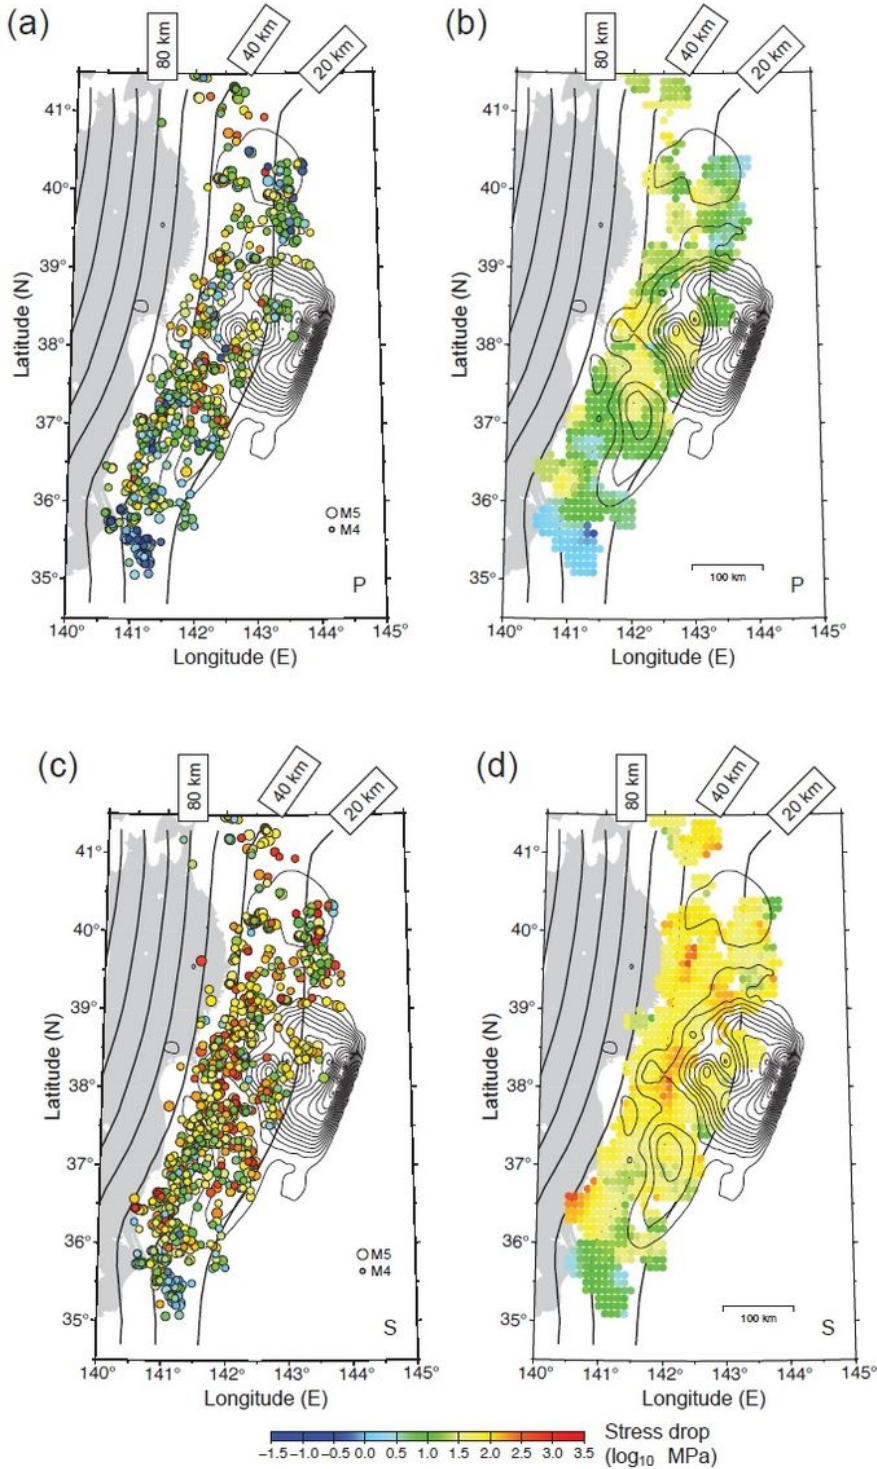 (a)
80 km
40 km
20 km
41°
40°
39°
38°
37°
36°
35°
Latitude (N)
M5
M4
P
140° 141° 142° 143° 144° 145°
Longitude (E)
(b)
80 km
40 km
20 km
41°
40°
39°
38°
37°
36°
35°
Latitude (N)
100 km
P
140° 141° 142° 143° 144° 145°
Longitude (E)
(c)
80 km
40 km
20 km
41°
40°
39°
38°
37°
36°
35°
Latitude (N)
M5
M4
S
140° 141° 142° 143° 144° 145°
Longitude (E)
(d)
80 km
40 km
20 km
41°
40°
39°
38°
37°
36°
35°
Latitude (N)
100 km
S
140° 141° 142° 143° 144° 145°
Longitude (E)
−1.5 −1.0 −0.5 0.0 0.5 1.0 1.5 2.0 2.5 3.0 3.5
Stress drop
(log₁₀ MPa)